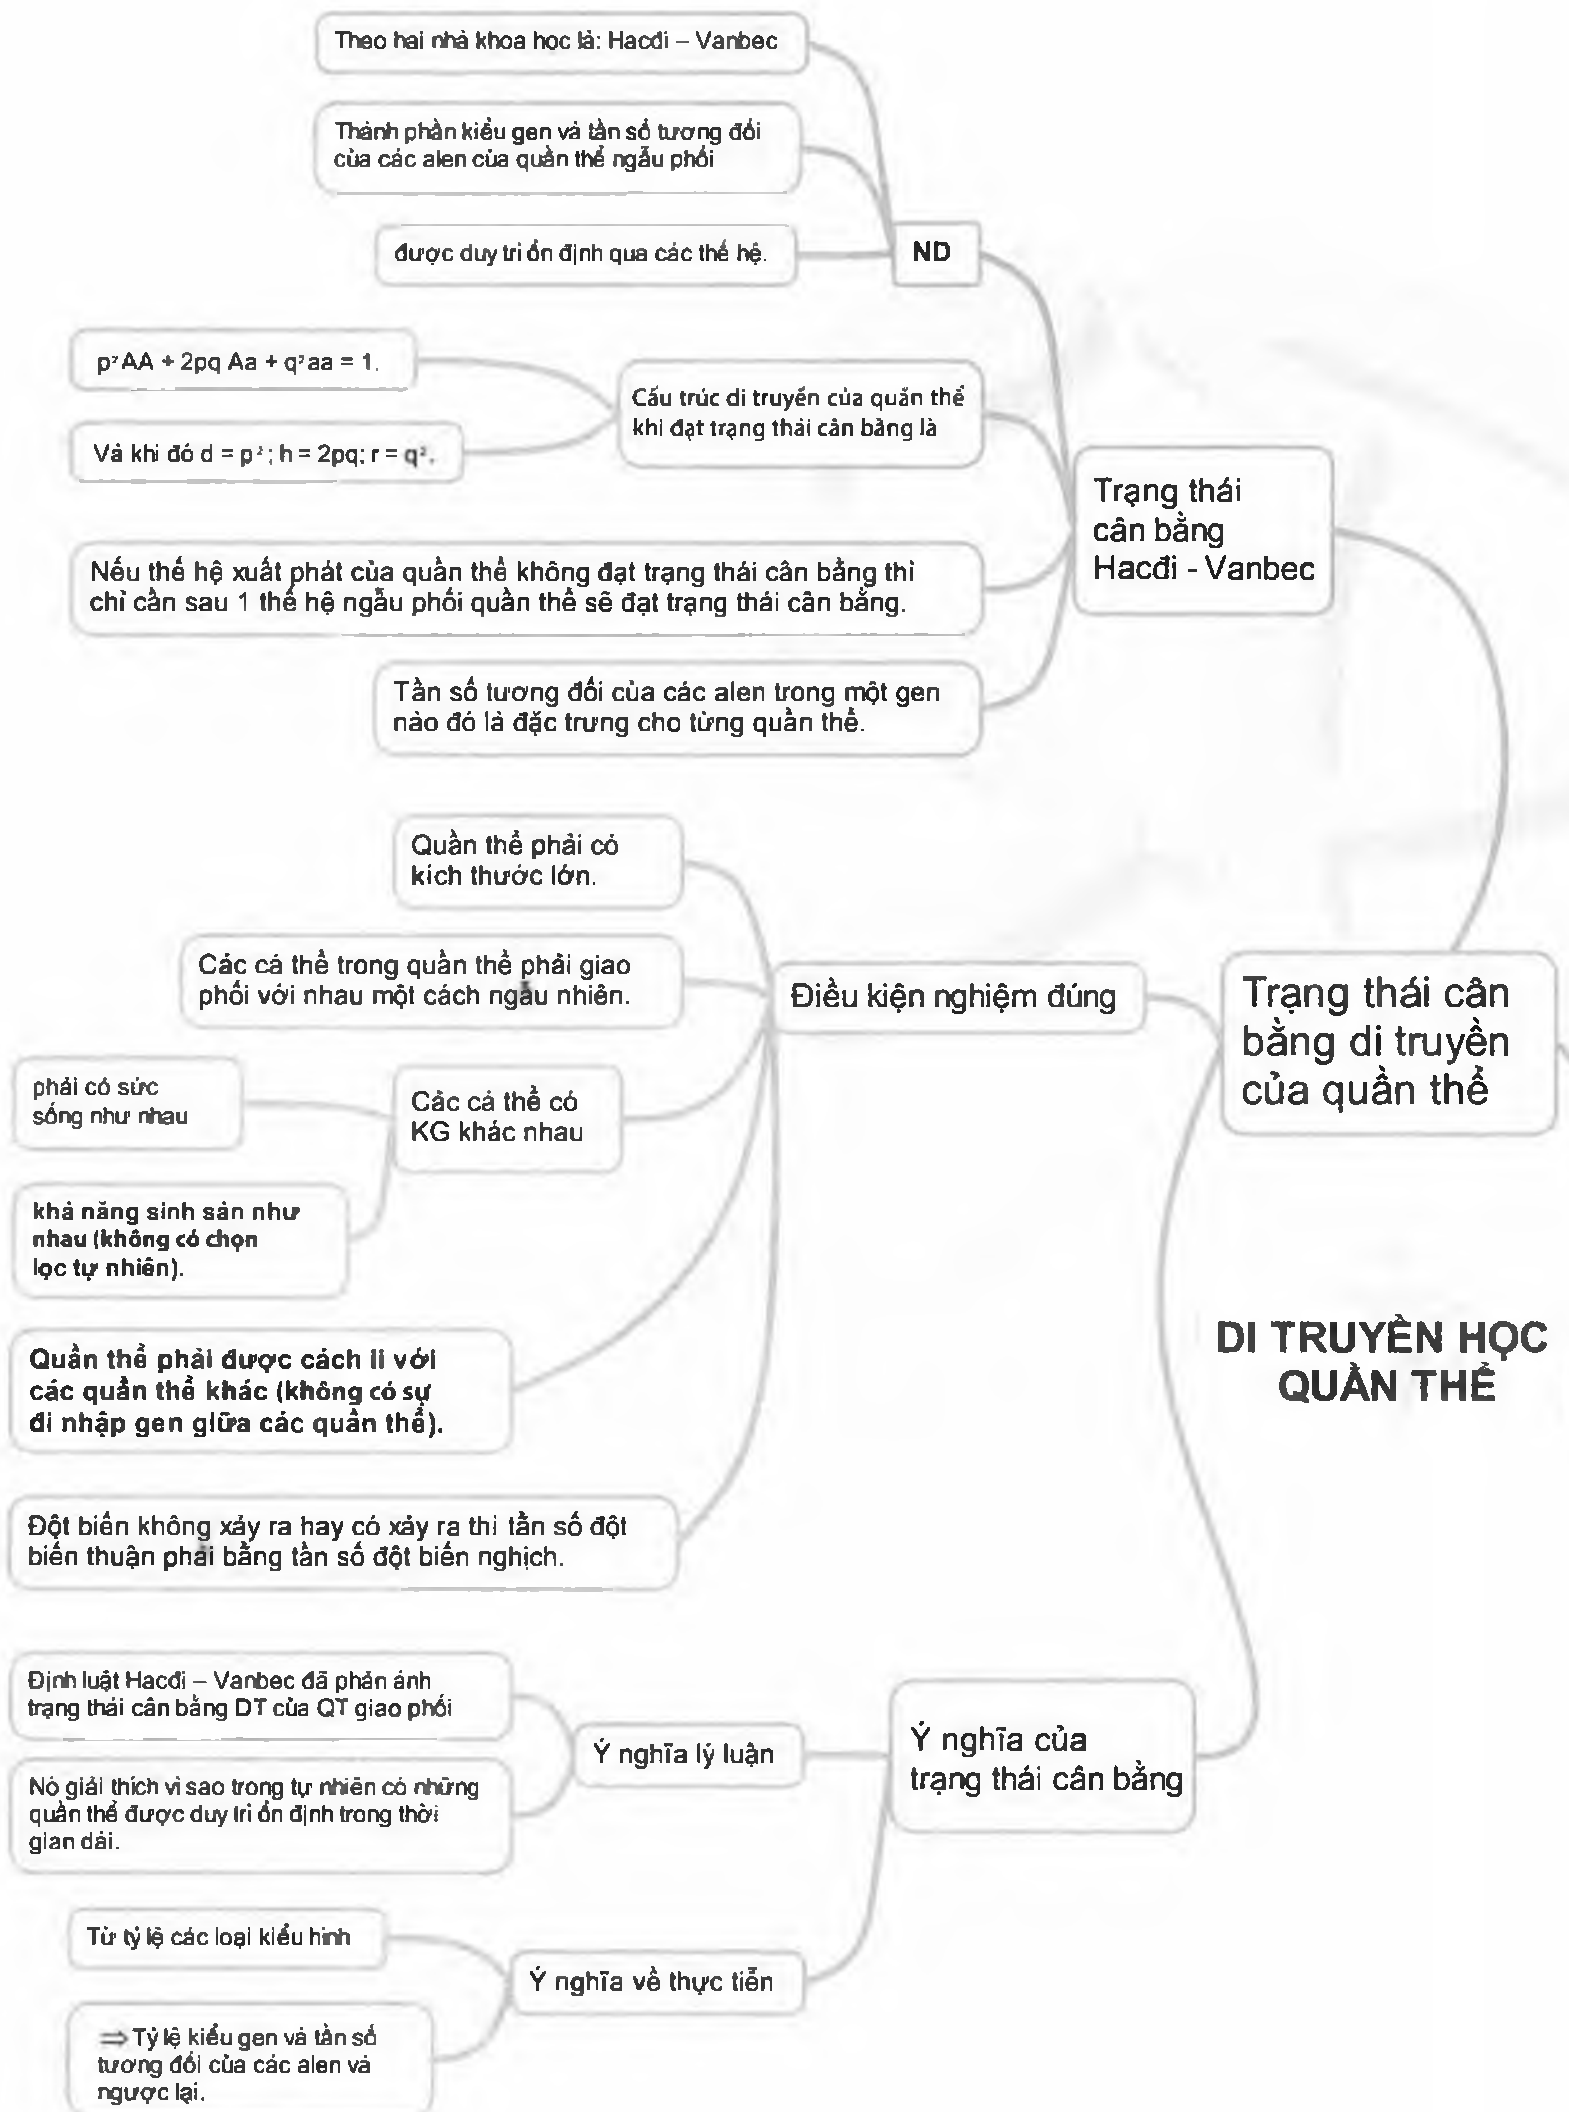 Theo hai nhà khoa học là: Hacđi – Vanbec
Thành phần kiểu gen và tần số tương đối
của các alen của quần thể ngẫu phối
được duy trì ổn định qua các thế hệ.
ND
p²AA + 2pq Aa + q²aa = 1.
Và khi đó d = p²; h = 2pq; r = q².
Cấu trúc di truyền của quần thể
khi đạt trạng thái cân bằng là
Nếu thế hệ xuất phát của quần thể không đạt trạng thái cân bằng thì
chỉ cần sau 1 thế hệ ngẫu phối quần thể sẽ đạt trạng thái cân bằng.
Tần số tương đối của các alen trong một gen
nào đó là đặc trưng cho từng quần thể.
Trạng thái
cân bằng
Hacđi - Vanbec
Quần thể phải có
kích thước lớn.
Các cá thể trong quần thể phải giao
phối với nhau một cách ngẫu nhiên.
phải có sức
sống như nhau
khả năng sinh sản như
nhau (không có chọn
lọc tự nhiên).
Các cá thể có
KG khác nhau
Quần thể phải được cách li với
các quần thể khác (không có sự
di nhập gen giữa các quần thể).
Đột biến không xảy ra hay có xảy ra thì tần số đột
biến thuận phải bằng tần số đột biến nghịch.
Điều kiện nghiệm đúng
Trạng thái cân
bằng di truyền
của quần thể
DI TRUYỀN HỌC
QUẦN THỂ
Định luật Hacđi – Vanbec đã phản ánh
trạng thái cân bằng DT của QT giao phối
Nó giải thích vì sao trong tự nhiên có những
quần thể được duy trì ổn định trong thời
gian dài.
Ý nghĩa lý luận
Từ tỷ lệ các loại kiểu hình
⇒ Tỷ lệ kiểu gen và tần số
tương đối của các alen và
ngược lại.
Ý nghĩa về thực tiễn
Ý nghĩa của
trạng thái cân bằng